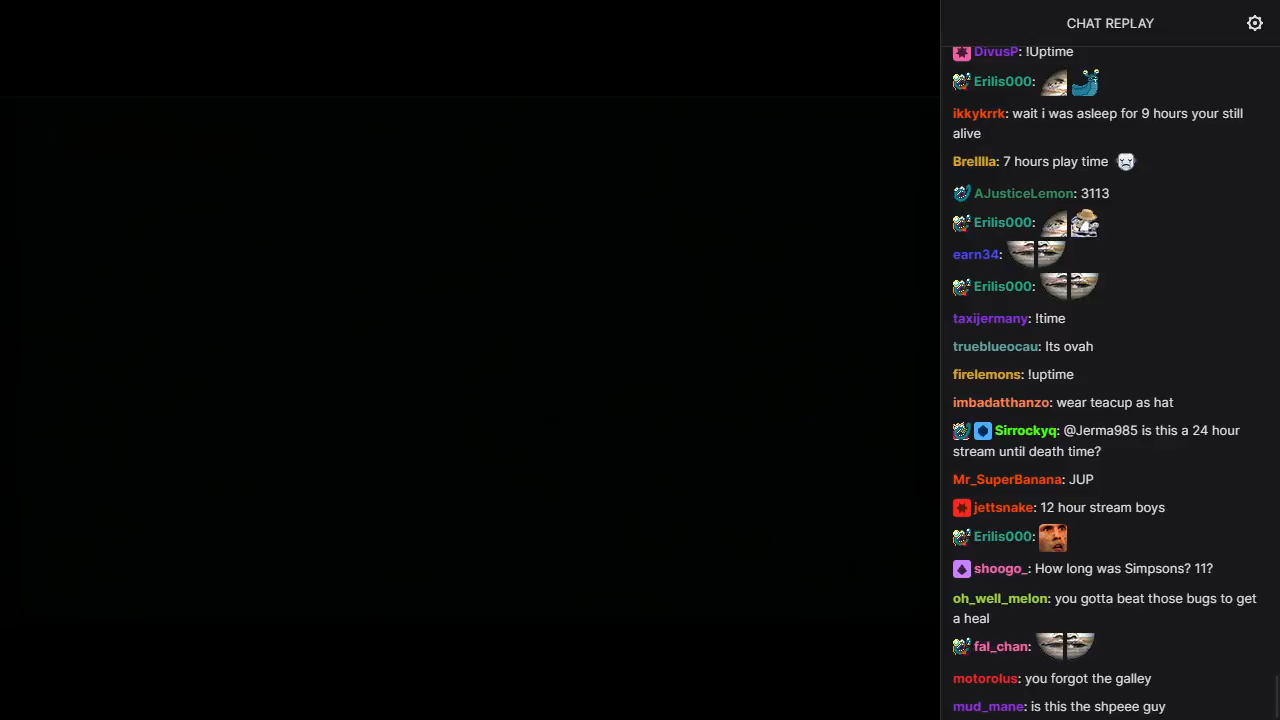 CHAT REPLAY
DivusP: !Uptime
Erilis000:
ikkykrrk: wait i was asleep for 9 hours your still
alive
Brelllla: 7 hours play time
AJusticeLemon: 3113
Erilis000:
earn34:
Erilis000:
taxijermany: !time
trueblueocau: Its ovah
firelemons: !uptime
imbadatthanzo: wear teacup as hat
Sirrockyq: @Jerma985 is this a 24 hour
stream until death time?
Mr_SuperBanana: JUP
jettsnake: 12 hour stream boys
Erilis000:
shoogo_: How long was Simpsons? 11?
oh_well_melon: you gotta beat those bugs to get
a heal
fal_chan:
motorolus: you forgot the galley
mud_mane: is this the shpeee guy